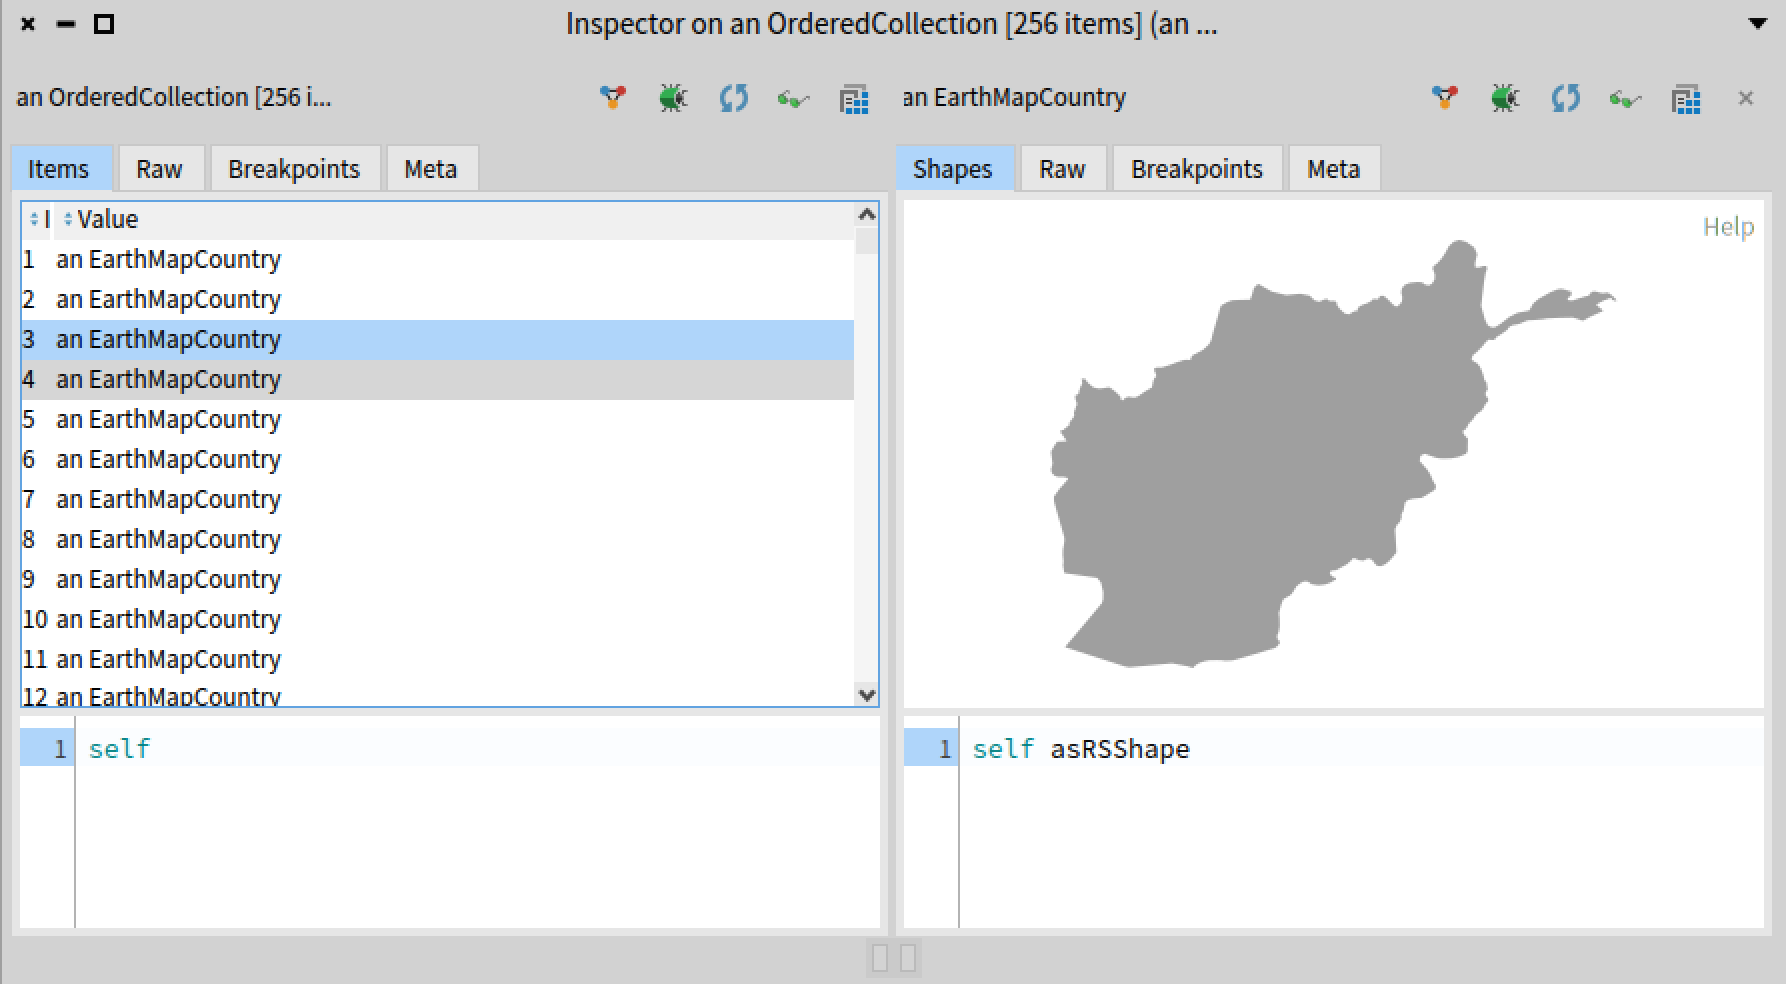 Inspector on an OrderedCollection [256 items] (an ...
an OrderedCollection [256 i...
Items Raw Breakpoints Meta
I Value
1 an EarthMapCountry
2 an EarthMapCountry
3 an EarthMapCountry
4 an EarthMapCountry
5 an EarthMapCountry
6 an EarthMapCountry
7 an EarthMapCountry
8 an EarthMapCountry
9 an EarthMapCountry
10 an EarthMapCountry
11 an EarthMapCountry
12 an EarthMapCountry
1 self
an EarthMapCountry
Shapes Raw Breakpoints Meta
Help
1 self asRSShape